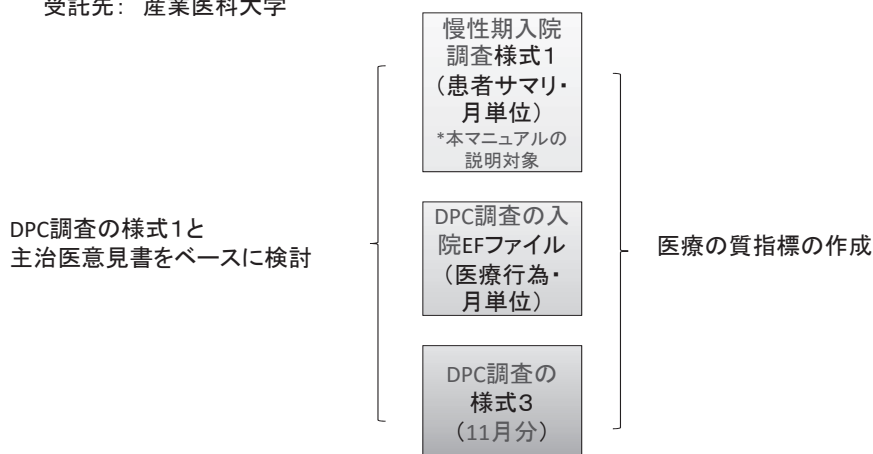 受託先： 産業医科大学
慢性期入院
調査様式１
（患者サマリ・
月単位）
*本マニュアルの
説明対象
DPC調査の様式１と
主治医意見書をベースに検討
DPC調査の入
院EFファイル
（医療行為・
月単位）
医療の質指標の作成
DPC調査の
様式３
（11月分）